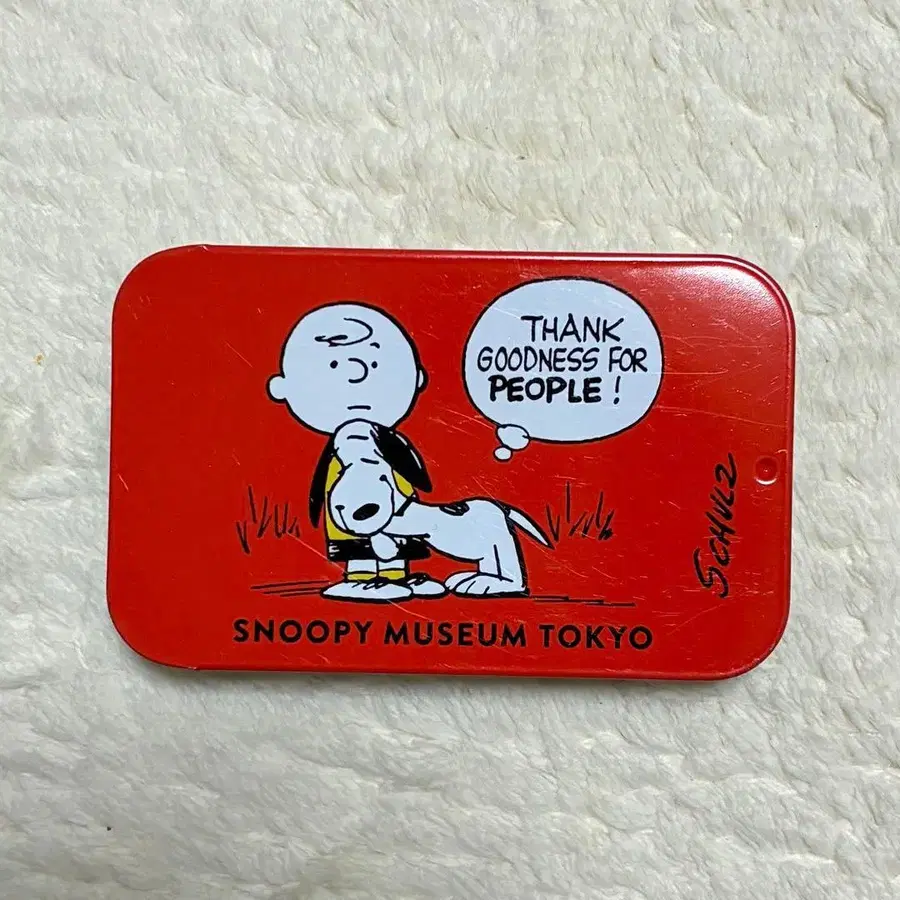 THANK
GOODNESS FOR
PEOPLE!
SCHULZ
SNOOPY MUSEUM TOKYO